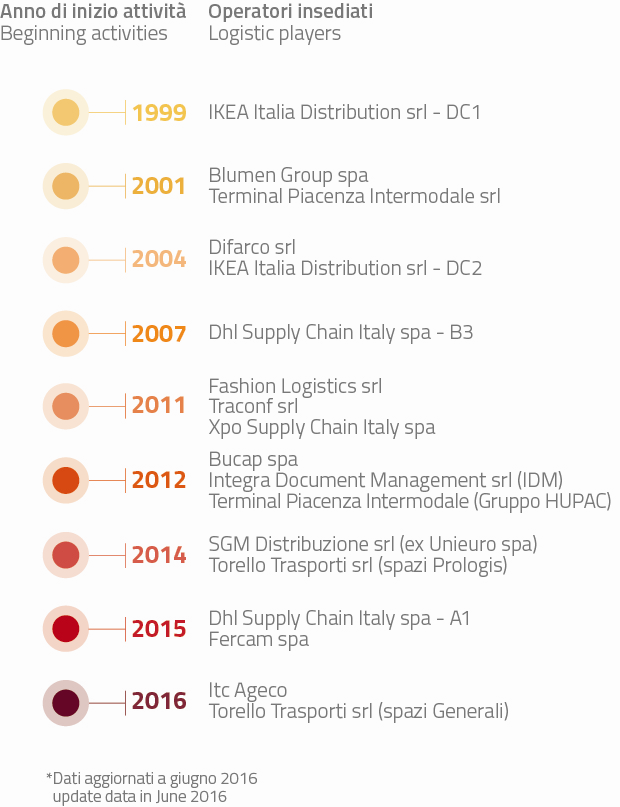 Anno di inizio attività Operatori insediati
Beginning activities Logistic players
1999 IKEA Italia Distribution srl - DC1
2001
Blumen Group spa
Terminal Piacenza Intermodale srl
2004
Difarco srl
IKEA Italia Distribution srl - DC2
2007 Dhl Supply Chain Italy spa - B3
2011
Fashion Logistics srl
Traconf srl
Xpo Supply Chain Italy spa
2012
Bucap spa
Integra Document Management srl (IDM)
Terminal Piacenza Intermodale (Gruppo HUPAC)
2014
SGM Distribuzione srl (ex Unieuro spa)
Torello Trasporti srl (spazi Prologis)
2015
Dhl Supply Chain Italy spa - A1
Fercam spa
2016
Itc Ageco
Torello Trasporti srl (spazi Generali)
*Dati aggiornati a giugno 2016
update data in June 2016